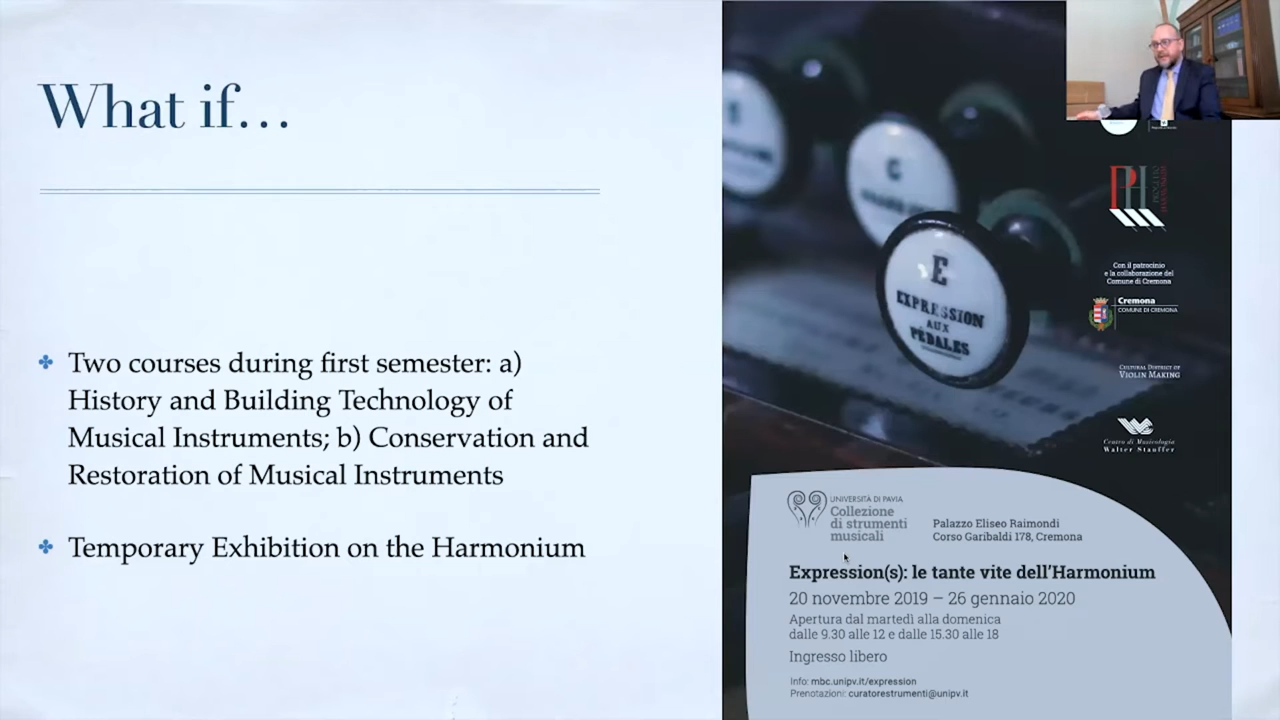 What if…
Two courses during first semester: a)
History and Building Technology of
Musical Instruments; b) Conservation and
Restoration of Musical Instruments
Temporary Exhibition on the Harmonium
G
E
EXPRESSION
AUX
PÉDALES
PH
Con il patrocinio
e la collaborazione del
Comune di Cremona
Cremona
COMUNE DI CREMONA
CULTURAL DISTRICT OF
VIOLIN MAKING
Centro di Musicologia
Walter Stauffer
UNIVERSITÀ DI PAVIA
Collezione
di strumenti
musicali
Palazzo Eliseo Raimondi
Corso Garibaldi 178, Cremona
Expression(s): le tante vite dell'Harmonium
20 novembre 2019 – 26 gennaio 2020
Apertura dal martedì alla domenica
dalle 9.30 alle 12 e dalle 15.30 alle 18
Ingresso libero
Info: mbc.unipv.it/expression
Prenotazioni: curatorestrumenti@unipv.it